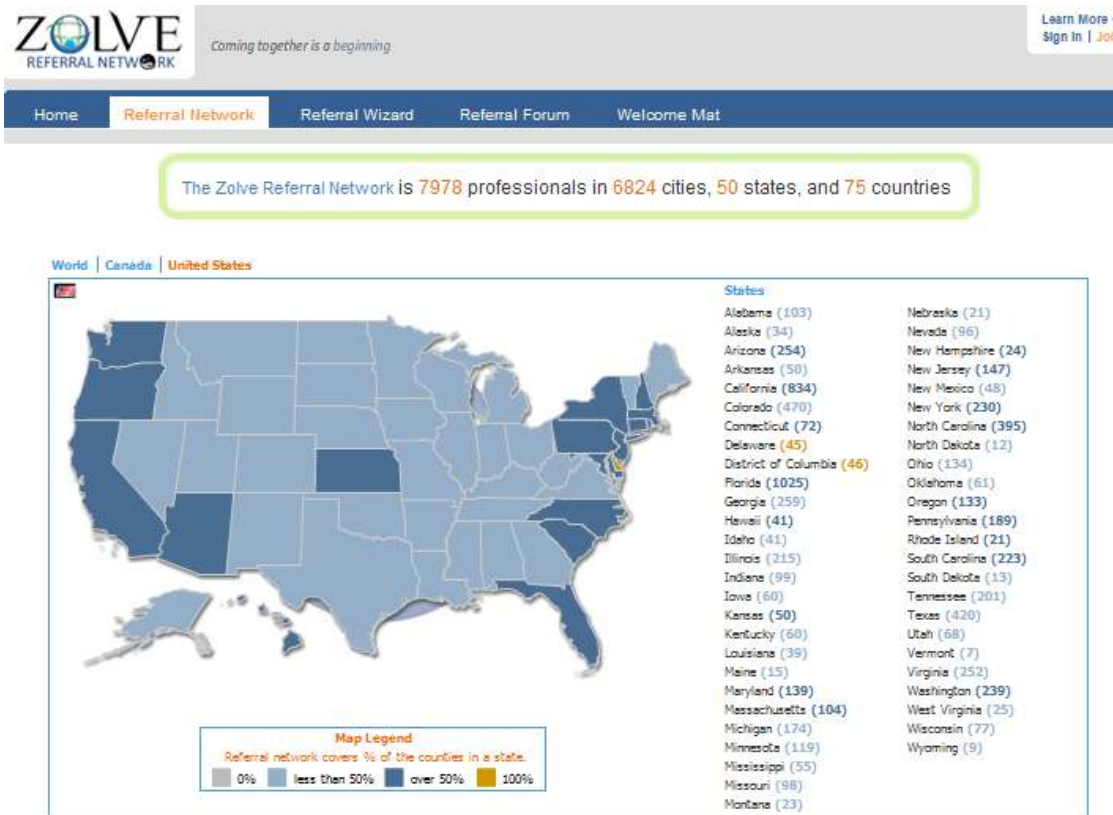 ZOLVE
REFERRAL NETWORK
Coming together is a beginning
Learn More
Sign In | Joi
Home Referral Network Referral Wizard Referral Forum Welcome Mat
The Zolve Referral Network is 7978 professionals in 6824 cities, 50 states, and 75 countries
World | Canada | United States
States
Alabama (103)
Alaska (34)
Arizona (254)
Arkansas (50)
California (834)
Colorado (470)
Connecticut (72)
Delaware (45)
District of Columbia (46)
Florida (1025)
Georgia (259)
Hawaii (41)
Idaho (41)
Illinois (215)
Indiana (99)
Iowa (60)
Kansas (50)
Kentucky (60)
Louisiana (39)
Maine (15)
Maryland (139)
Massachusetts (104)
Michigan (174)
Minnesota (119)
Mississippi (55)
Missouri (98)
Montana (23)
Nebraska (21)
Nevada (96)
New Hampshire (24)
New Jersey (147)
New Mexico (48)
New York (230)
North Carolina (395)
North Dakota (12)
Ohio (134)
Oklahoma (61)
Oregon (133)
Pennsylvania (189)
Rhode Island (21)
South Carolina (223)
South Dakota (13)
Tennessee (201)
Texas (420)
Utah (68)
Vermont (7)
Virginia (252)
Washington (239)
West Virginia (25)
Wisconsin (77)
Wyoming (9)
Map Legend
Referral network covers % of the counties in a state.
0% less than 50% over 50% 100%